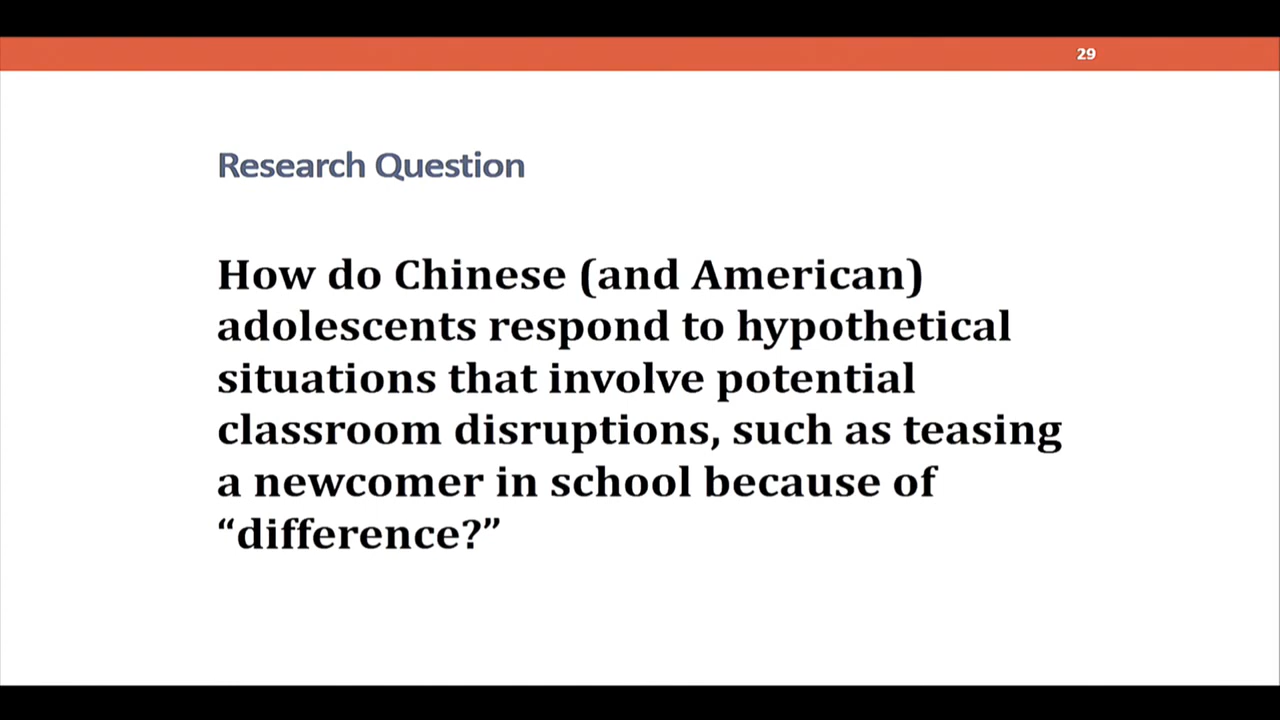 29
Research Question
How do Chinese (and American)
adolescents respond to hypothetical
situations that involve potential
classroom disruptions, such as teasing
a newcomer in school because of
“difference?”